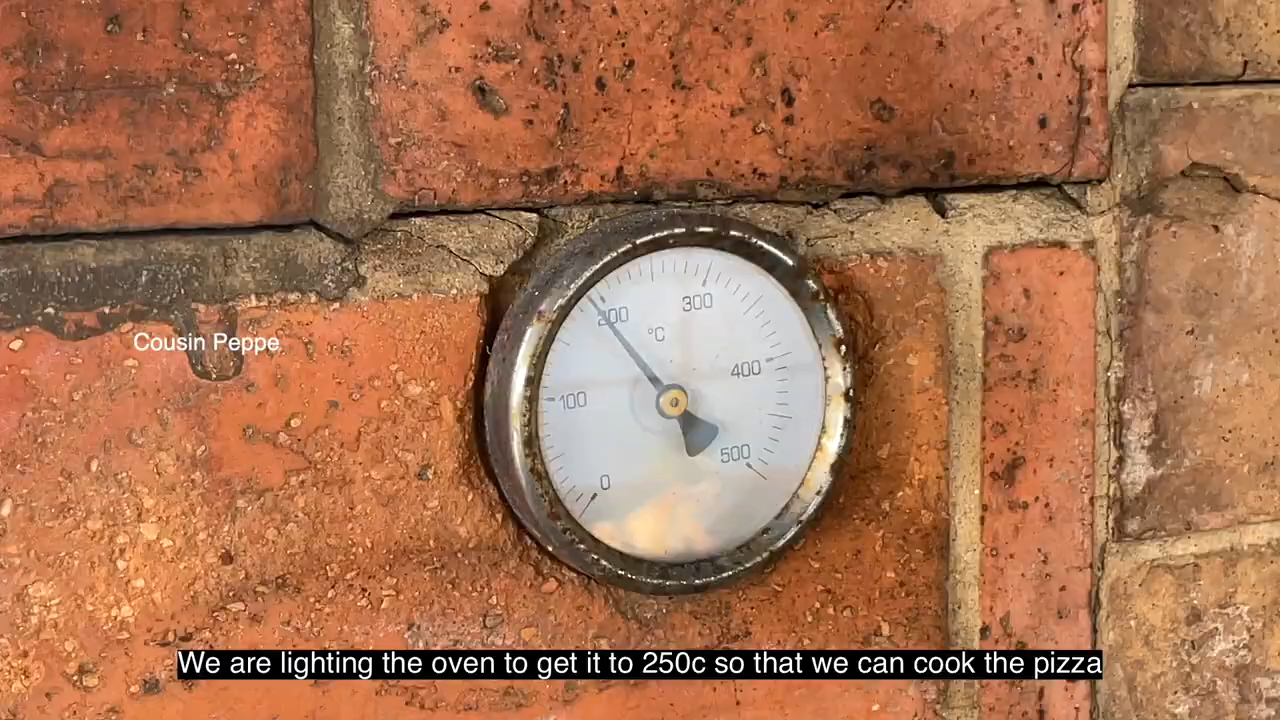 200
300
°C
400
100
500
0
Cousin Peppe
We are lighting the oven to get it to 250c so that we can cook the pizza